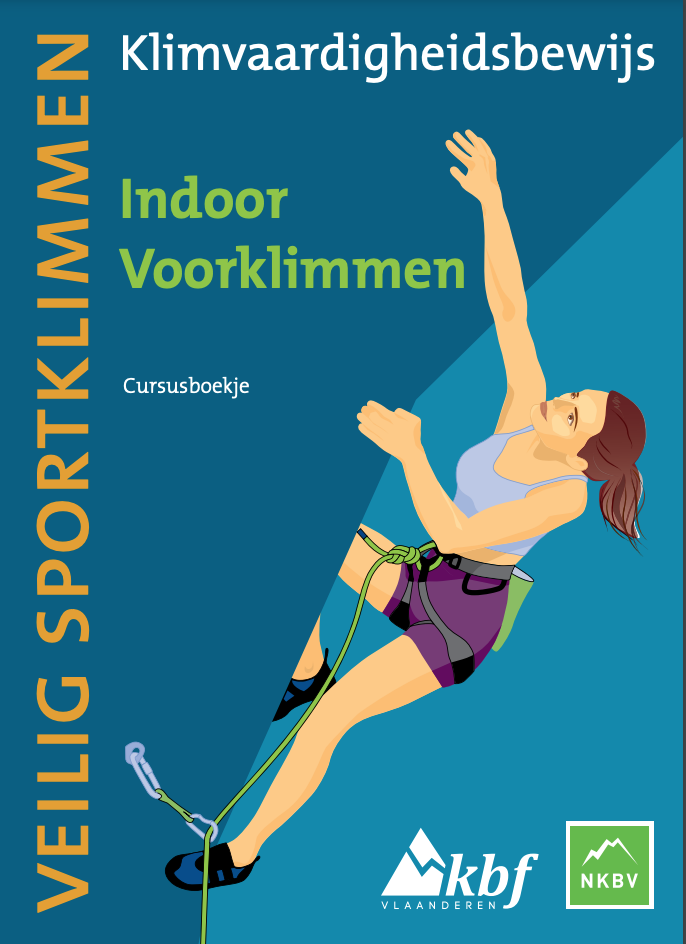 VEILIG SPORTKLIMMEN
Klimvaardigheidsbewijs
Indoor
Voorklimmen
Cursusboekje
kbf
VLAANDEREN
NKBV